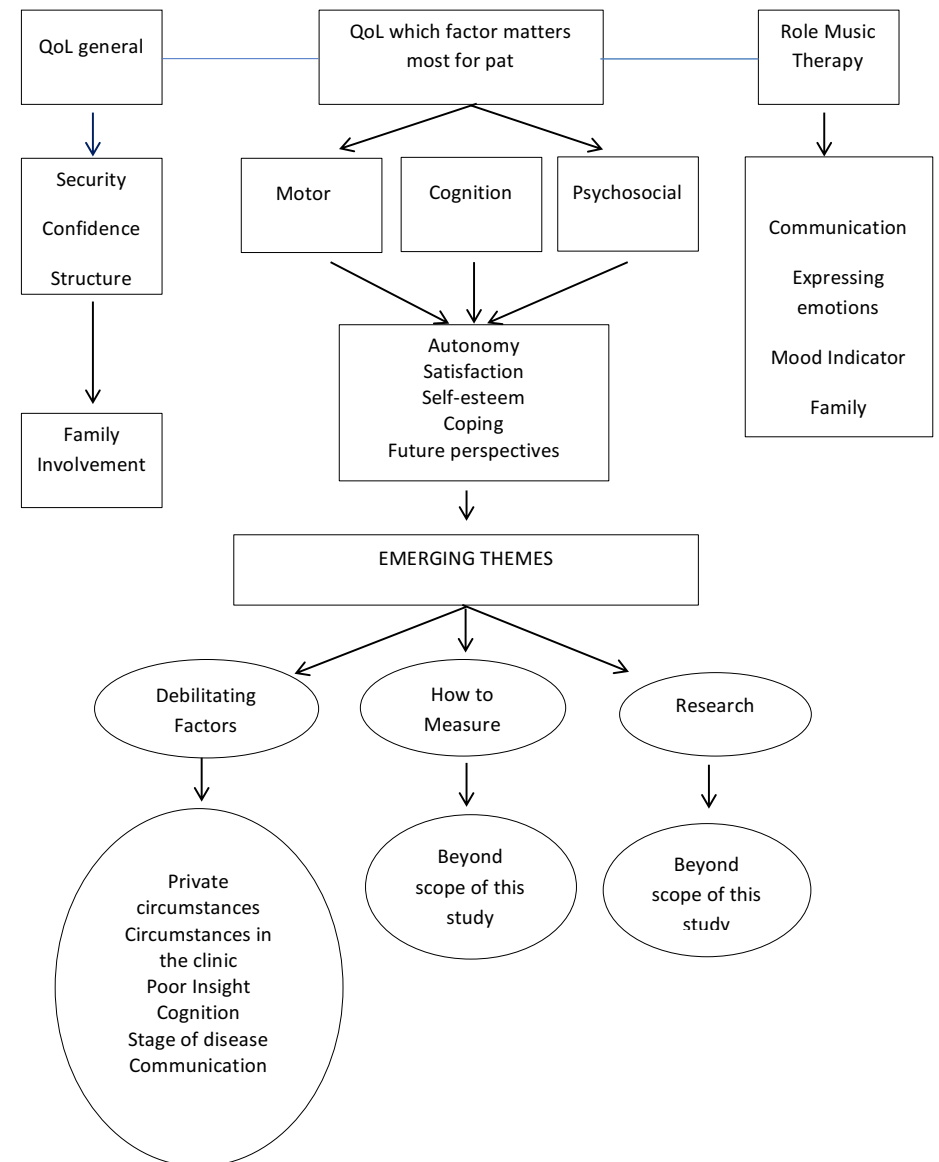 QoL general
QoL which factor matters
most for pat
Role Music
Therapy
Security
Confidence
Structure
Motor
Cognition
Psychosocial
Communication
Expressing
emotions
Mood Indicator
Family
Autonomy
Satisfaction
Self-esteem
Coping
Future perspectives
Family
Involvement
EMERGING THEMES
Debilitating
Factors
How to
Measure
Research
Private
circumstances
Circumstances in
the clinic
Poor Insight
Cognition
Stage of disease
Communication
Beyond
scope of this
study
Beyond
scope of this
study